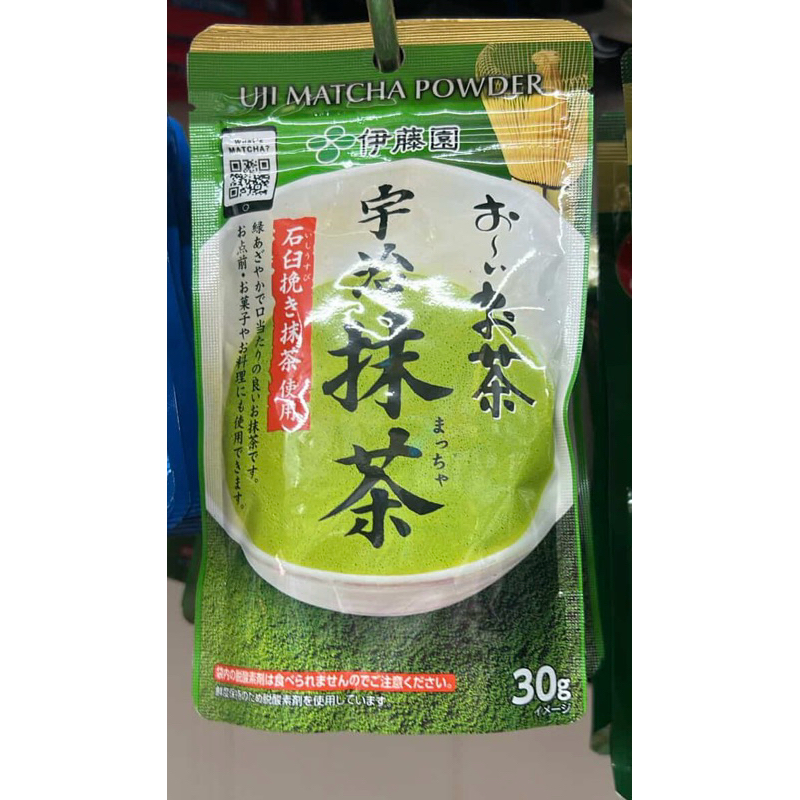 UJI MATCHA POWDER
伊藤園
What's
MATCHA?
お〜いお茶
宇治抹茶
まっちゃ
いしうすび
石臼挽き抹茶使用
緑あざやかで口当たりの良いお抹茶です。
お点前・お菓子やお料理にも使用できます。
袋内の脱酸素剤は食べられませんのでご注意ください。
鮮度保持のため脱酸素剤を使用しています
30g
イメージ